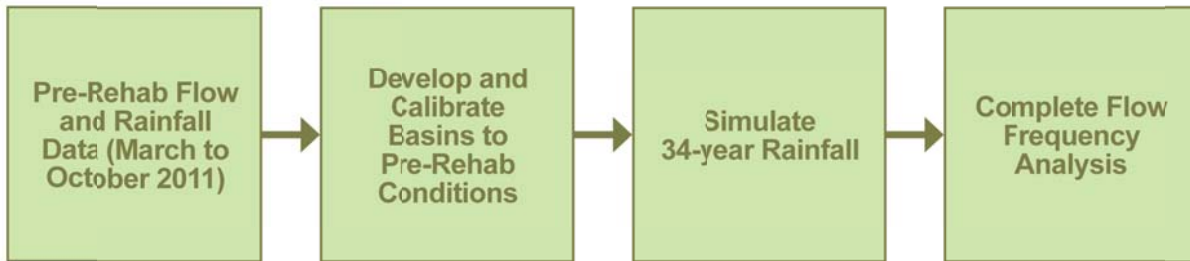 Pre-Rehab Flow
and Rainfall
Data (March to
October 2011)
Develop and
Calibrate
Basins to
Pre-Rehab
Conditions
Simulate
34-year Rainfall
Complete Flow
Frequency
Analysis